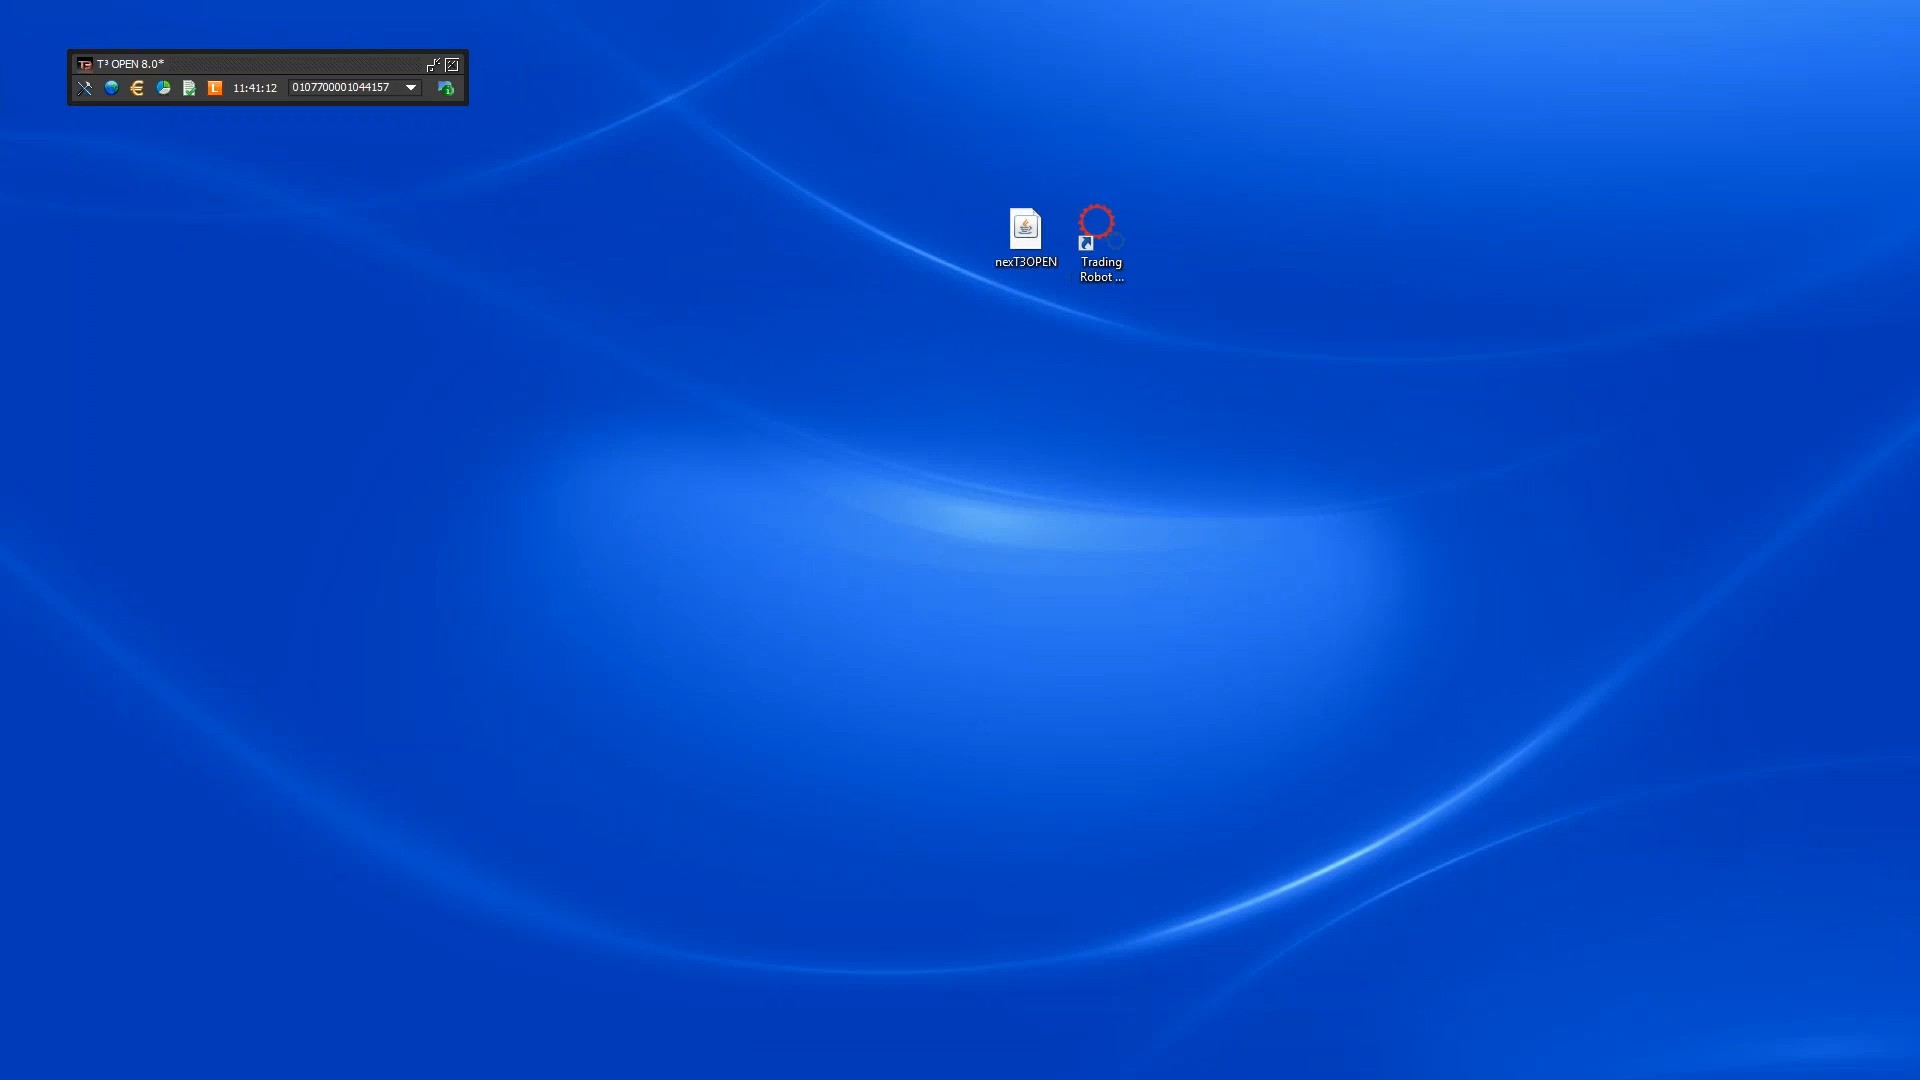 T³ OPEN 8.0*
L 11:41:12 0107700001044157
nexT3OPEN
Trading
Robot ...